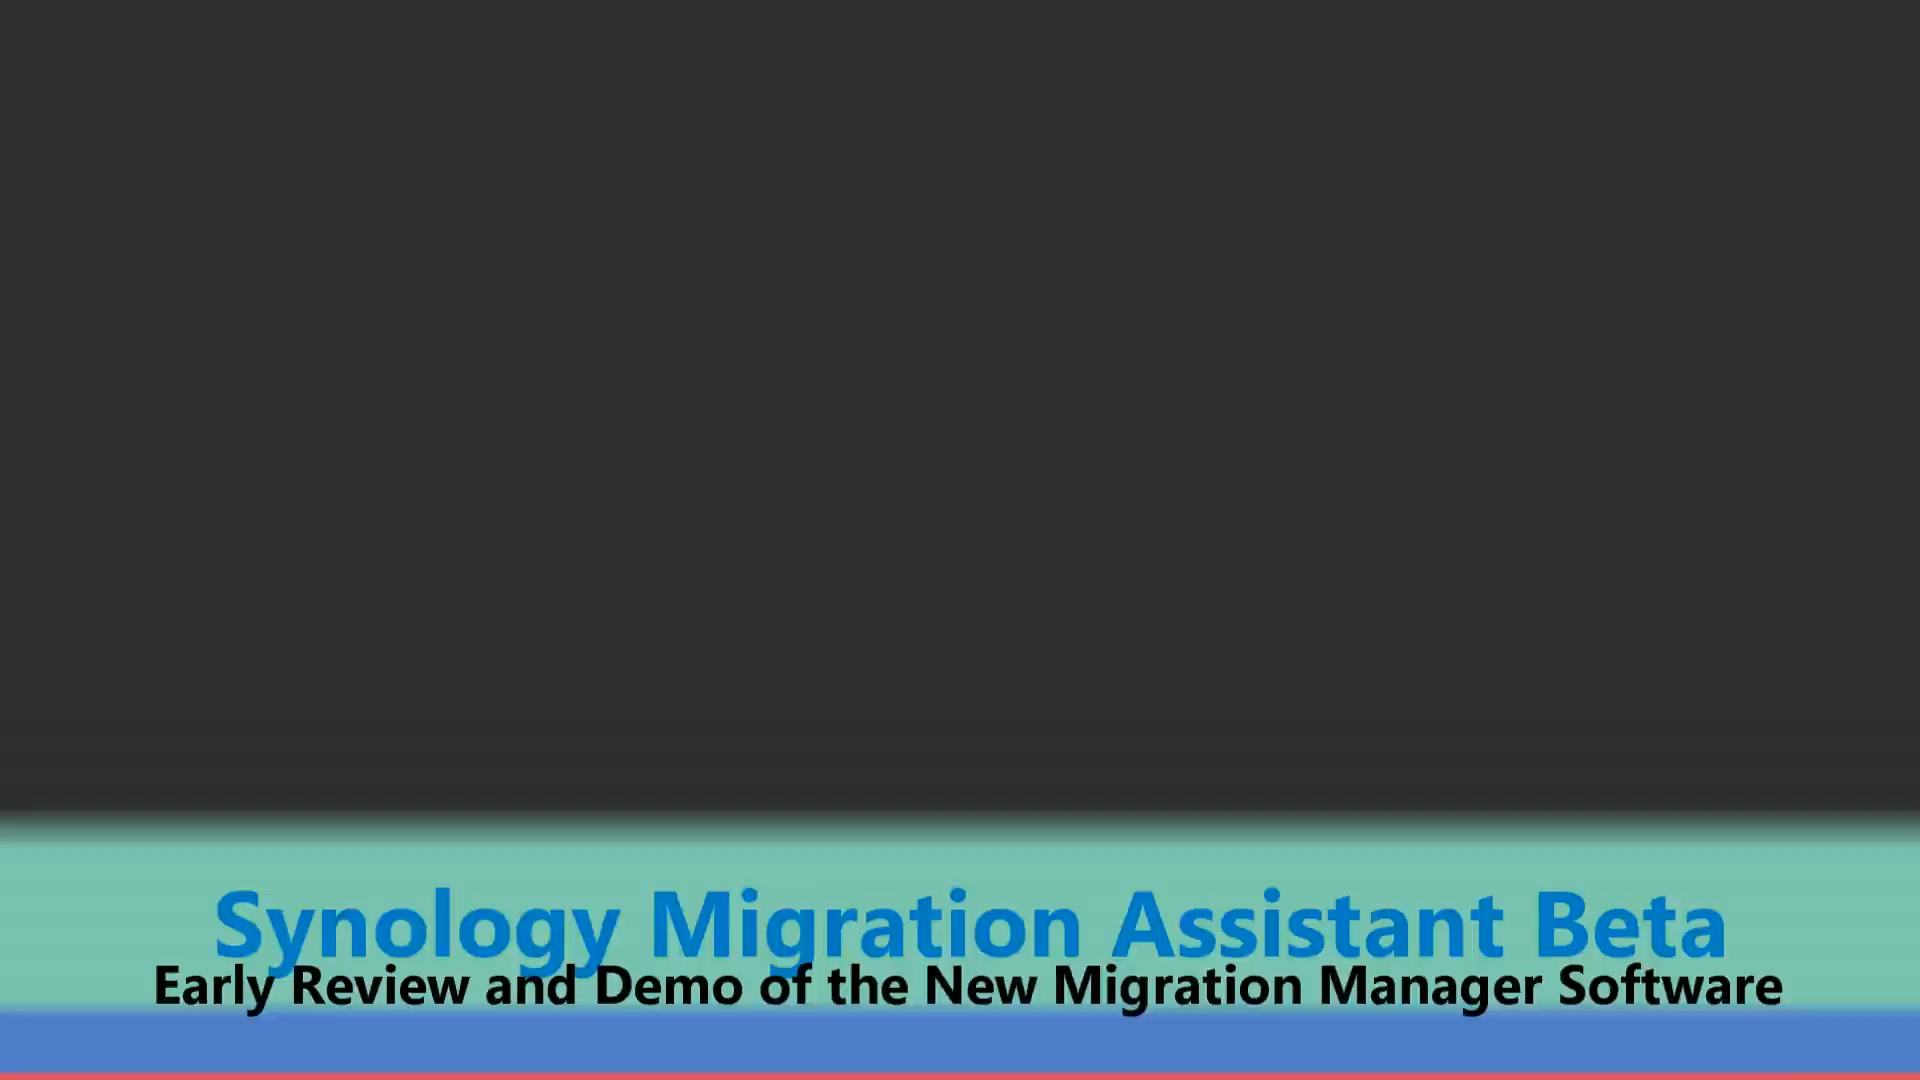 Synology Migration Assistant Beta
Early Review and Demo of the New Migration Manager Software